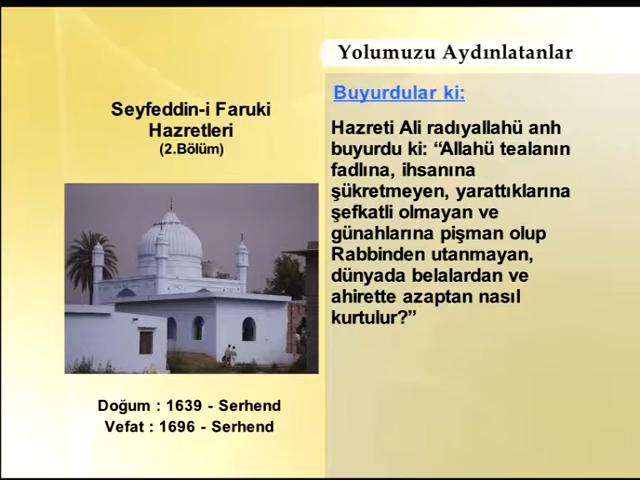 Yolumuzu Aydınlatanlar
Seyfeddin-i Faruki
Hazretleri
(2.Bölüm)
Doğum : 1639 - Serhend
Vefat : 1696 - Serhend
Buyurdular ki:
Hazreti Ali radıyallahü anh
buyurdu ki: “Allahü tealanın
fadlına, ihsanına
şükretmeyen, yarattıklarına
şefkatli olmayan ve
günahlarına pişman olup
Rabbinden utanmayan,
dünyada belalardan ve
ahirette azaptan nasıl
kurtulur?”